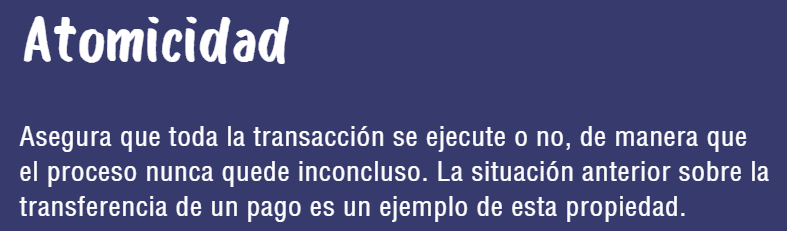 Atomicidad
Asegura que toda la transacción se ejecute o no, de manera que
el proceso nunca quede inconcluso. La situación anterior sobre la
transferencia de un pago es un ejemplo de esta propiedad.